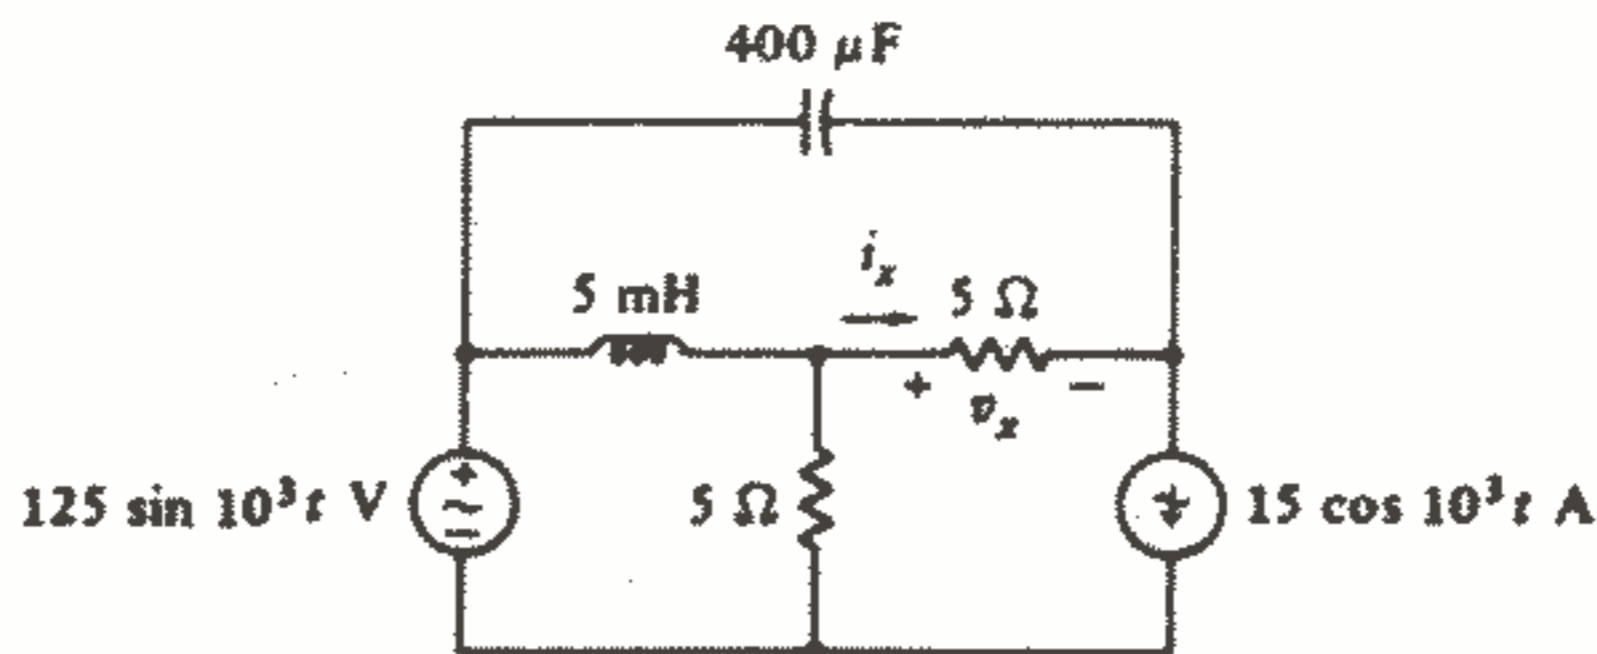 400 μF
i_x
5 mH
5 Ω
+ v_x −
125 sin 10³t V
+
~
−
5 Ω
15 cos 10³t A